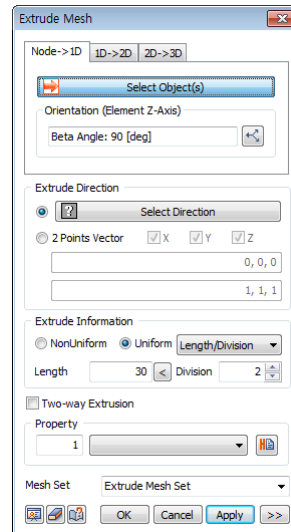 Extrude Mesh
Node->1D 1D->2D 2D->3D
Select Object(s)
Orientation (Element Z-Axis)
Beta Angle: 90 [deg]
Extrude Direction
? Select Direction
2 Points Vector X Y Z
0, 0, 0
1, 1, 1
Extrude Information
NonUniform Uniform Length/Division
Length 30 < Division 2
Two-way Extrusion
Property
1
Mesh Set Extrude Mesh Set
OK Cancel Apply >>